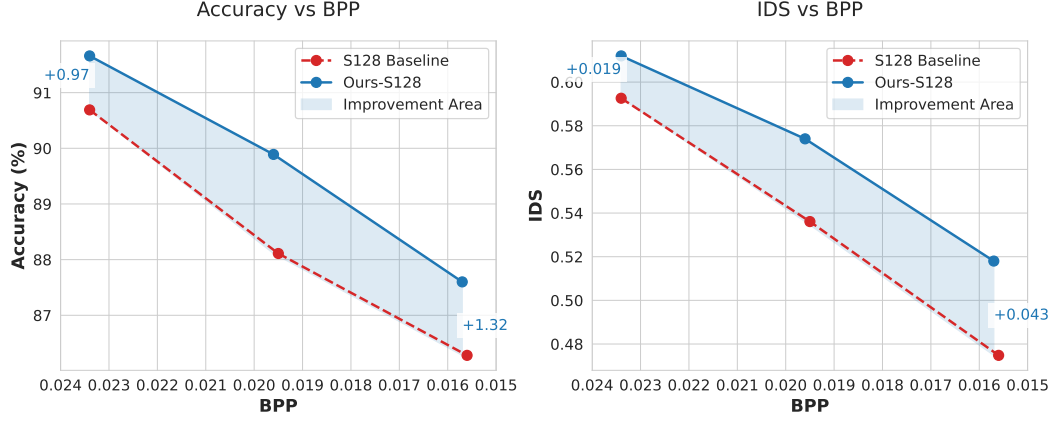 Accuracy vs BPP
S128 Baseline
Ours-S128
Improvement Area
+0.97
+1.32
91
90
89
88
87
Accuracy (%)
0.024 0.023 0.022 0.021 0.020 0.019 0.018 0.017 0.016 0.015
BPP
IDS vs BPP
S128 Baseline
Ours-S128
Improvement Area
+0.019
+0.043
0.60
0.58
0.56
0.54
0.52
0.50
0.48
IDS
0.024 0.023 0.022 0.021 0.020 0.019 0.018 0.017 0.016 0.015
BPP